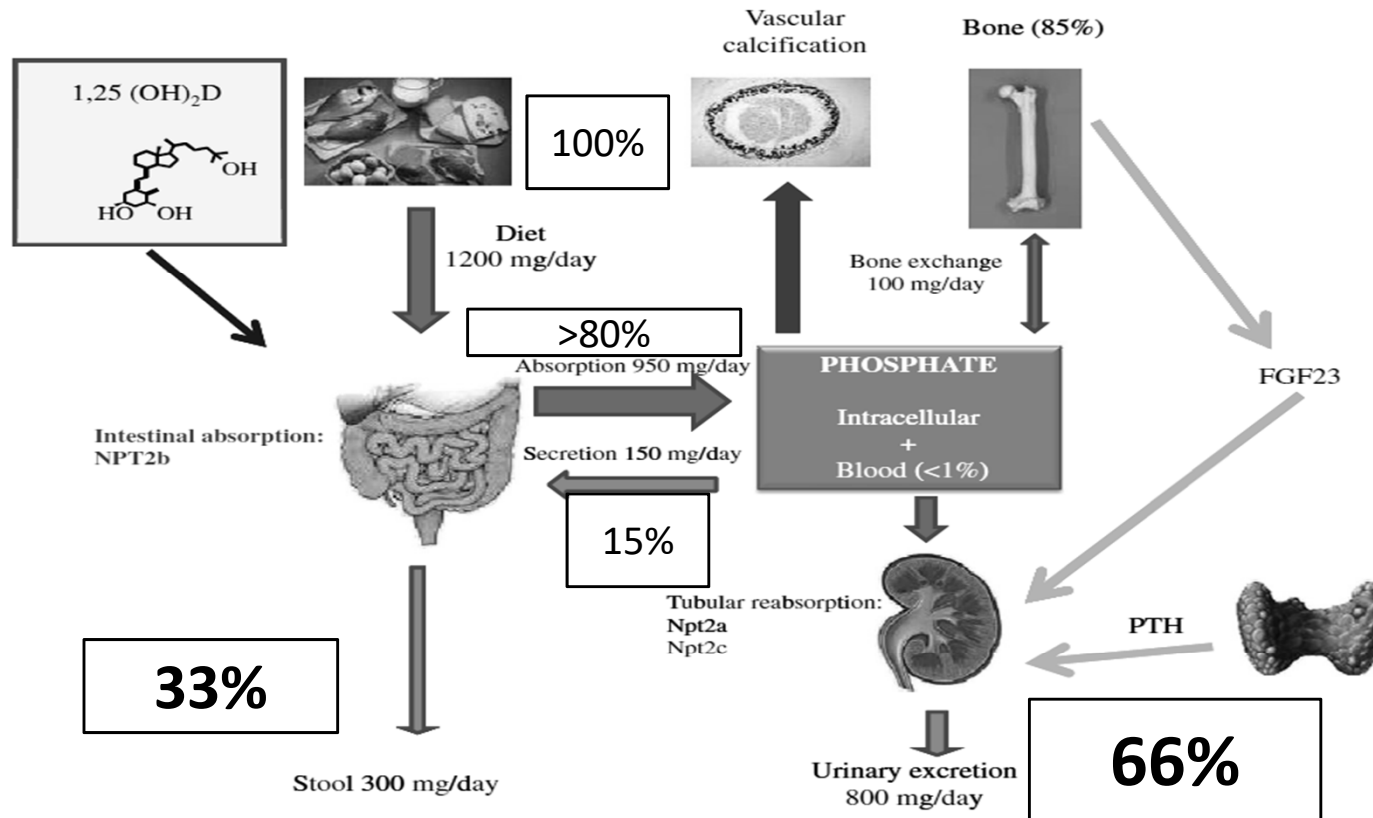 1,25 (OH)₂D
OH
HO
OH
100%
Vascular
calcification
Bone (85%)
Diet
1200 mg/day
Bone exchange
100 mg/day
>80%
Absorption 950 mg/day
PHOSPHATE
Intracellular
+
Blood (<1%)
FGF23
Intestinal absorption:
NPT2b
Secretion 150 mg/day
15%
Tubular reabsorption:
Npt2a
Npt2c
PTH
33%
66%
Stool 300 mg/day
Urinary excretion
800 mg/day